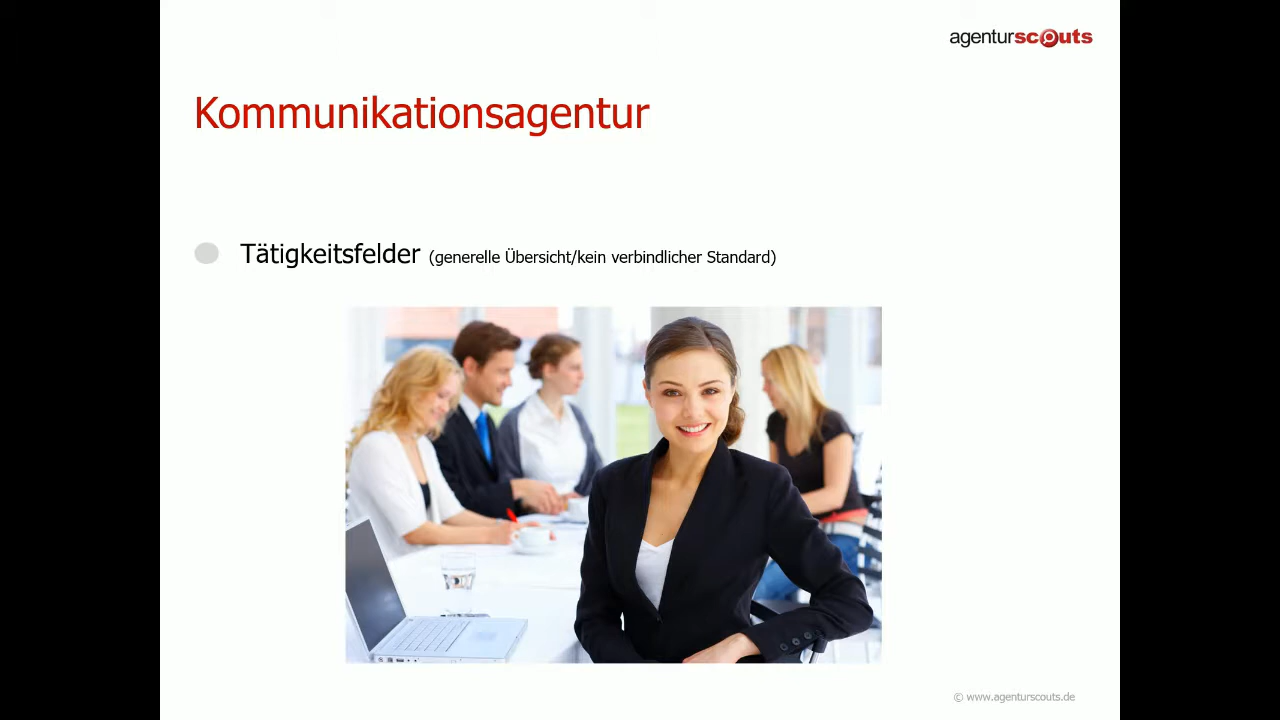 agenturscouts
Kommunikationsagentur
Tätigkeitsfelder (generelle Übersicht/kein verbindlicher Standard)
© www.agenturscouts.de